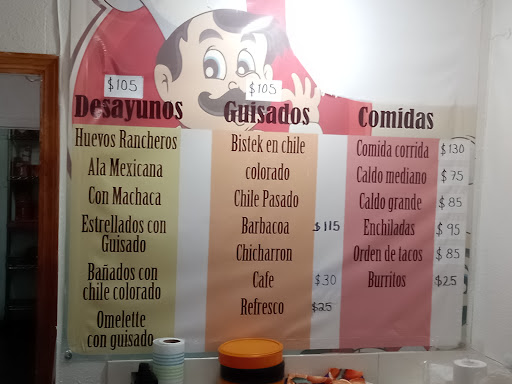 $105
Desayunos
Huevos Rancheros
Ala Mexicana
Con Machaca
Estrellados con
Guisado
Bañados con
chile colorado
Omelette
con guisado
$105
Guisados
Bistek en chile
colorado
Chile Pasado
Barbacoa $115
Chicharron
Cafe $30
Refresco $25
Comidas
Comida corrida $130
Caldo mediano $75
Caldo grande $85
Enchiladas $95
Orden de tacos $85
Burritos $25